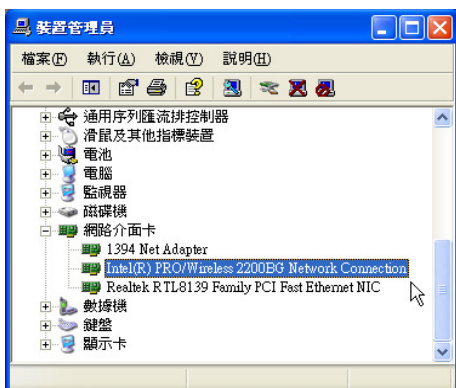 裝置管理員
檔案(F) 執行(A) 檢視(V) 說明(H)
通用序列匯流排控制器
滑鼠及其他指標裝置
電池
電腦
監視器
磁碟機
網路介面卡
1394 Net Adapter
Intel(R) PRO/Wireless 2200BG Network Connection
Realtek RTL8139 Family PCI Fast Ethernet NIC
數據機
鍵盤
顯示卡